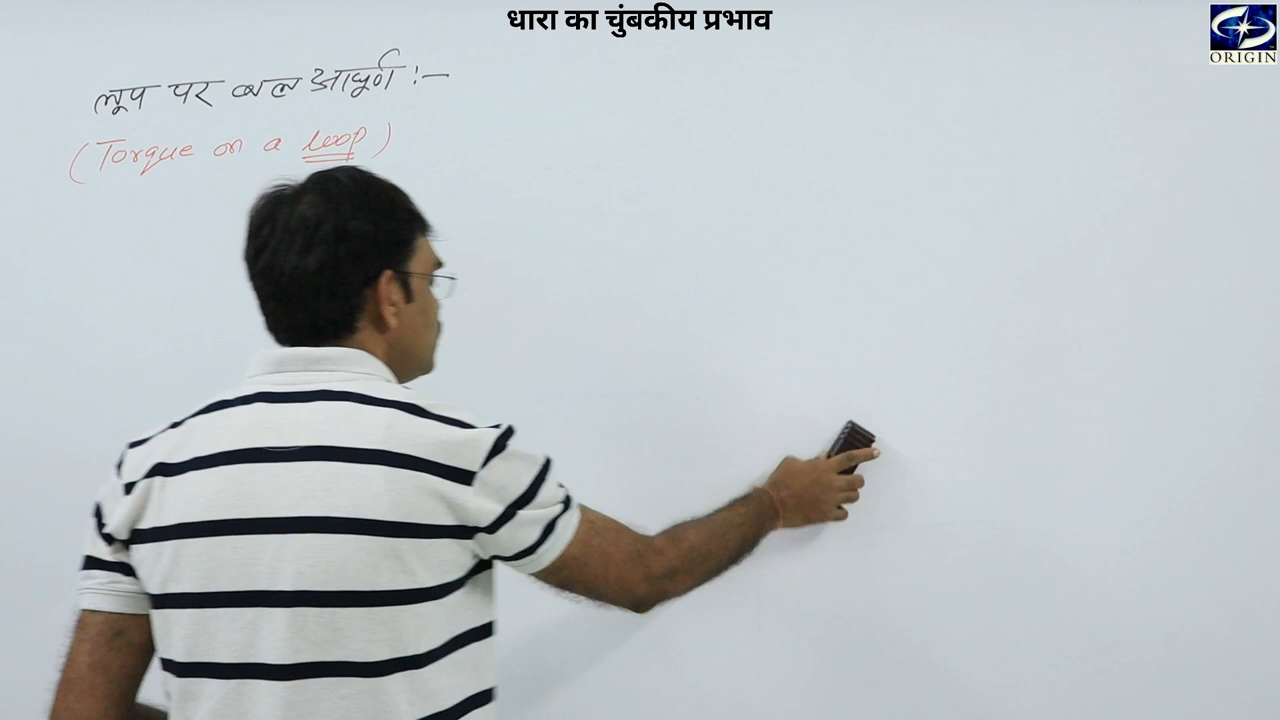 धारा का चुंबकीय प्रभाव
ORIGIN
लूप पर बल आघूर्ण :-
(Torque on a loop)